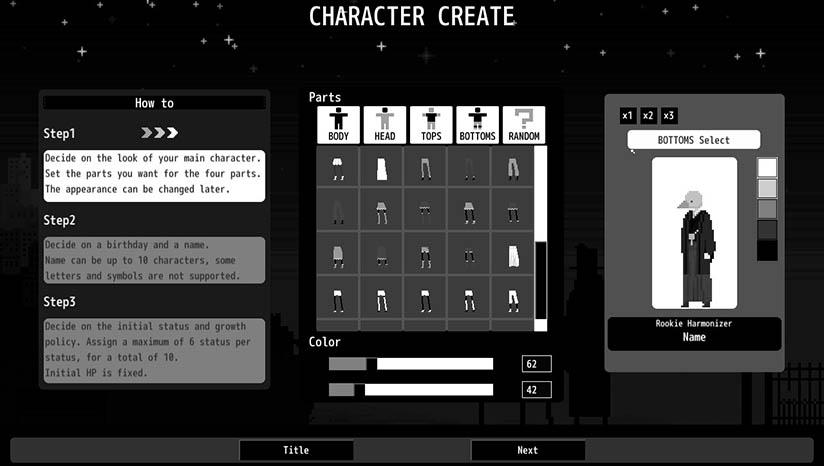 CHARACTER CREATE
How to
Step1
Decide on the look of your main character.
Set the parts you want for the four parts.
The appearance can be changed later.
Step2
Decide on a birthday and a name.
Name can be up to 10 characters, some
letters and symbols are not supported.
Step3
Decide on the initial status and growth
policy. Assign a maximum of 6 status per
status, for a total of 10.
Initial HP is fixed.
Parts
BODY HEAD TOPS BOTTOMS RANDOM
Color
62
42
x1 x2 x3
BOTTOMS Select
Rookie Harmonizer
Name
Title Next